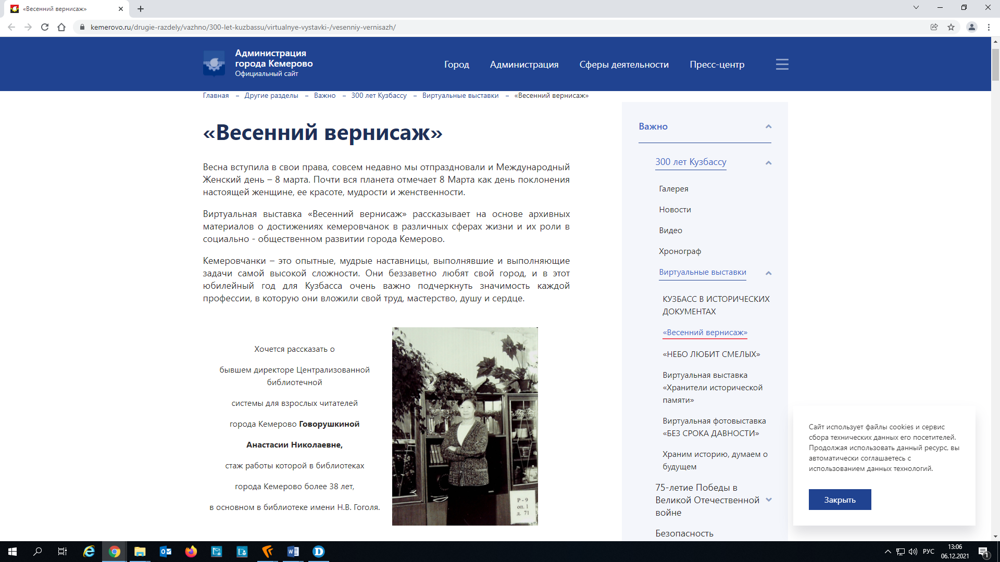 «Весенний вернисаж»
kemerovo.ru/drugie-razdely/vazhno/300-let-kuzbassu/virtualnye-vystavki-/vesenniy-vernisazh/
Администрация
города Кемерово
Официальный сайт
Город
Администрация
Сферы деятельности
Пресс-центр
Главная – Другие разделы – Важно – 300 лет Кузбассу – Виртуальные выставки – «Весенний вернисаж»
«Весенний вернисаж»
Весна вступила в свои права, совсем недавно мы отпраздновали и Международный
Женский день – 8 марта. Почти вся планета отмечает 8 Марта как день поклонения
настоящей женщине, ее красоте, мудрости и женственности.
Виртуальная выставка «Весенний вернисаж» рассказывает на основе архивных
материалов о достижениях кемеровчанок в различных сферах жизни и их роли в
социально - общественном развитии города Кемерово.
Кемеровчанки – это опытные, мудрые наставницы, выполнявшие и выполняющие
задачи самой высокой сложности. Они беззаветно любят свой город, и в этот
юбилейный год для Кузбасса очень важно подчеркнуть значимость каждой
профессии, в которую они вложили свой труд, мастерство, душу и сердце.
Хочется рассказать о
бывшем директоре Централизованной
библиотечной
системы для взрослых читателей
города Кемерово Говорушкиной
Анастасии Николаевне,
стаж работы которой в библиотеках
города Кемерово более 38 лет,
в основном в библиотеке имени Н.В. Гоголя.
Р - 9
оп. 1
д. 71
Важно
300 лет Кузбассу
Галерея
Новости
Видео
Хронограф
Виртуальные выставки
КУЗБАСС В ИСТОРИЧЕСКИХ
ДОКУМЕНТАХ
«Весенний вернисаж»
«НЕБО ЛЮБИТ СМЕЛЫХ»
Виртуальная выставка
«Хранители исторической
памяти»
Виртуальная фотовыставка
«БЕЗ СРОКА ДАВНОСТИ»
Храним историю, думаем о
будущем
75-летие Победы в
Великой Отечественной
войне
Безопасность
Сайт использует файлы cookies и сервис
сбора технических данных его посетителей.
Продолжая использовать данный ресурс, вы
автоматически соглашаетесь с
использованием данных технологий.
Закрыть
РУС
13:06
06.12.2021
1